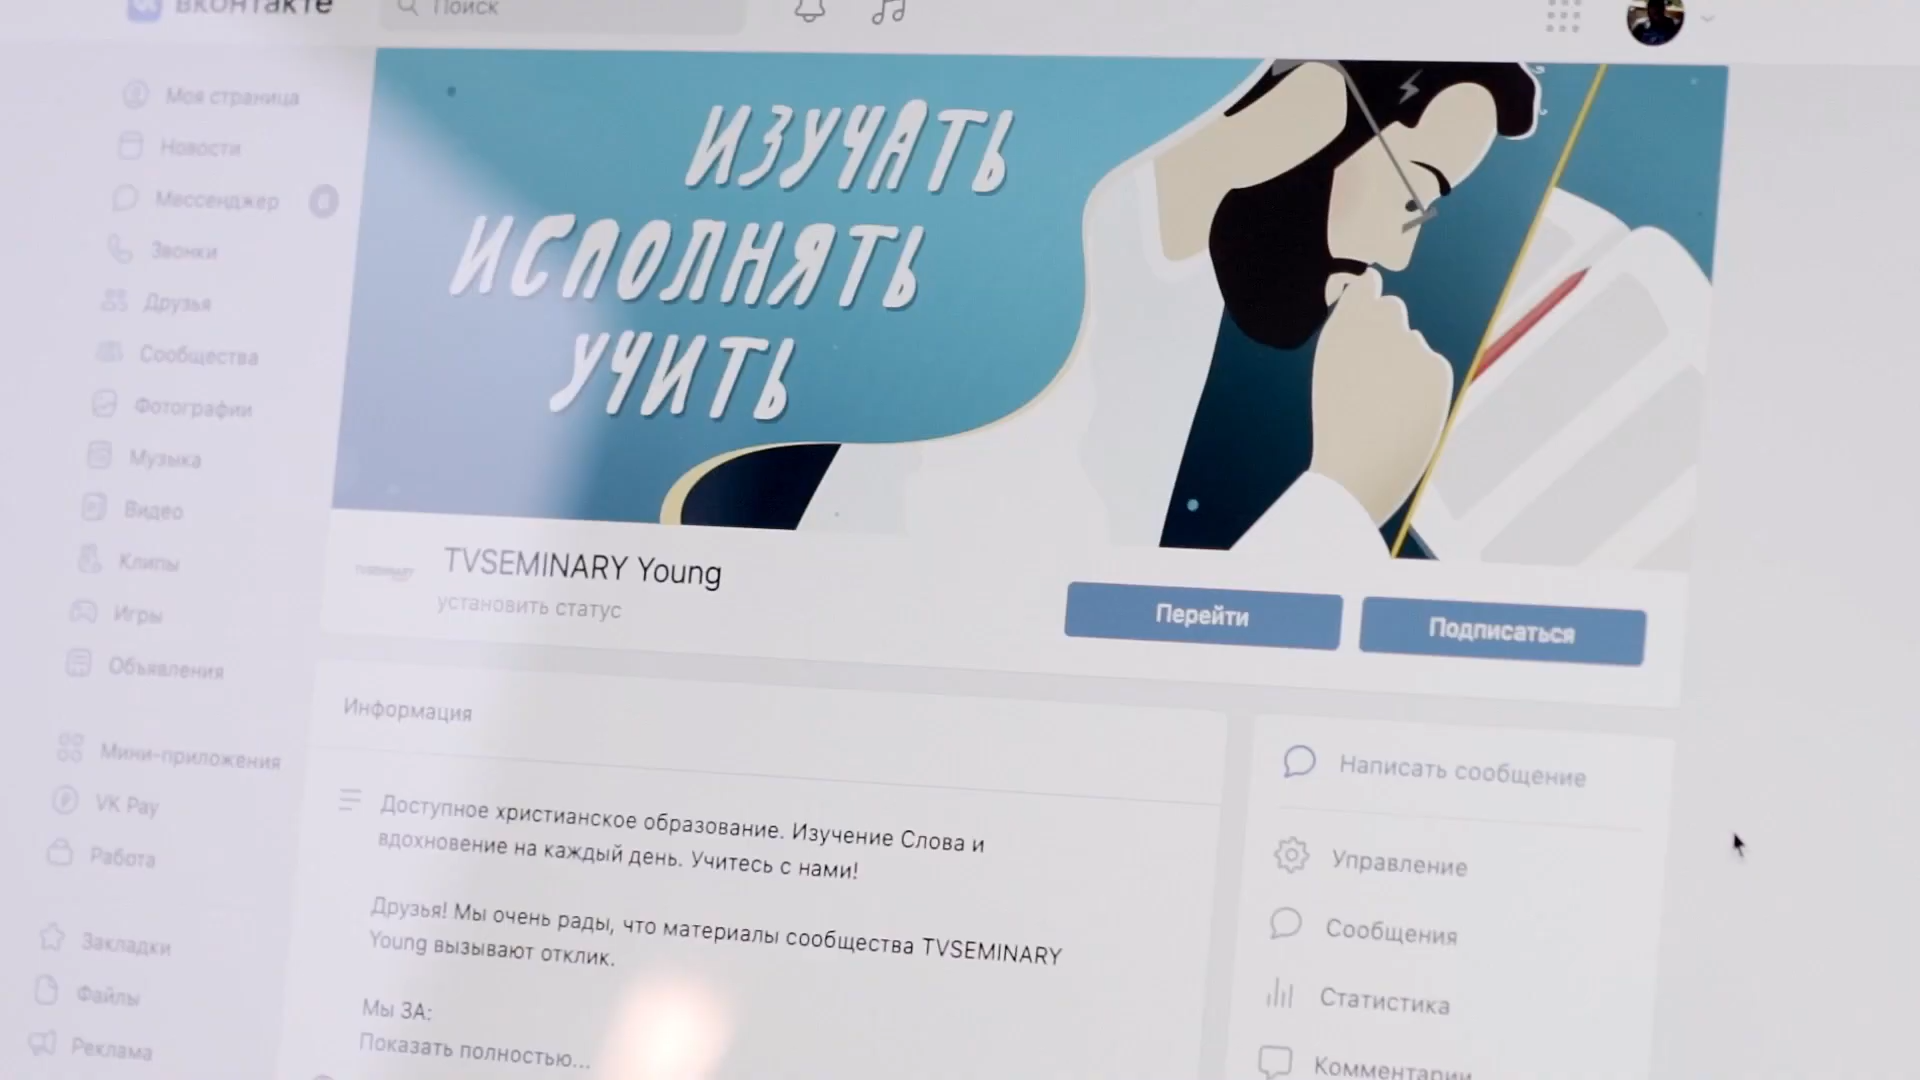 вконтакте
Поиск
Моя страница
Новости
Мессенджер
Звонки
Друзья
Сообщества
Фотографии
Музыка
Видео
Клипы
Игры
Объявления
Мини-приложения
VK Pay
Работа
Закладки
Файлы
Реклама
ИЗУЧАТЬ
ИСПОЛНЯТЬ
УЧИТЬ
TVSEMINARY
TVSEMINARY Young
установить статус
Перейти
Подписаться
Информация
Доступное христианское образование. Изучение Слова и
вдохновение на каждый день. Учитесь с нами!
Друзья! Мы очень рады, что материалы сообщества TVSEMINARY
Young вызывают отклик.
Мы ЗА:
Показать полностью...
Написать сообщение
Управление
Сообщения
Статистика
Комментарии